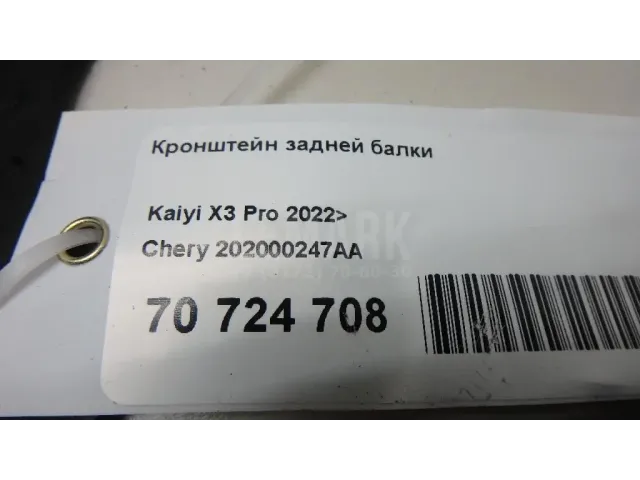 Кронштейн задней балки
Kaiyi X3 Pro 2022>
Chery 202000247AA
70 724 708